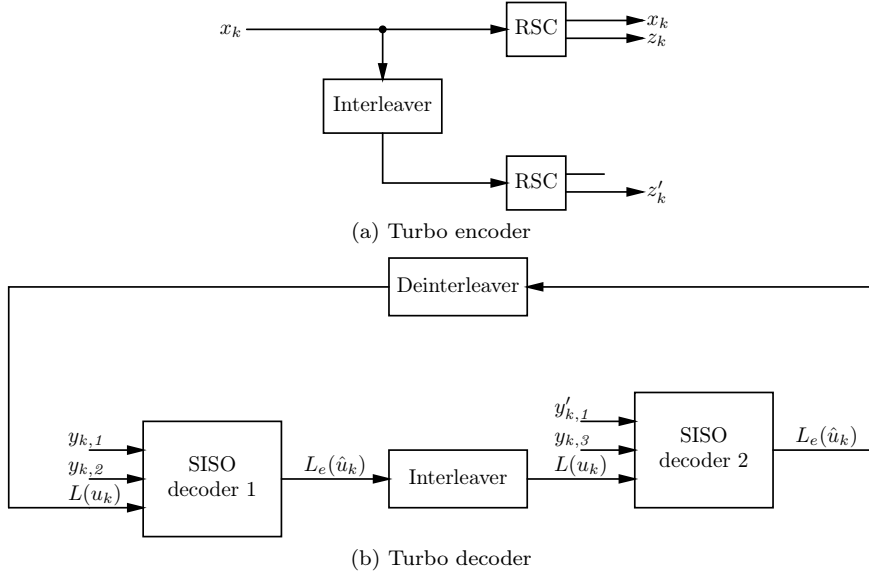 x_k
RSC
x_k
z_k
Interleaver
RSC
z'_k
(a) Turbo encoder
Deinterleaver
y_{k,1}
y_{k,2}
L(u_k)
SISO
decoder 1
L_e(û_k)
Interleaver
y'_{k,1}
y_{k,3}
L(u_k)
SISO
decoder 2
L_e(û_k)
(b) Turbo decoder